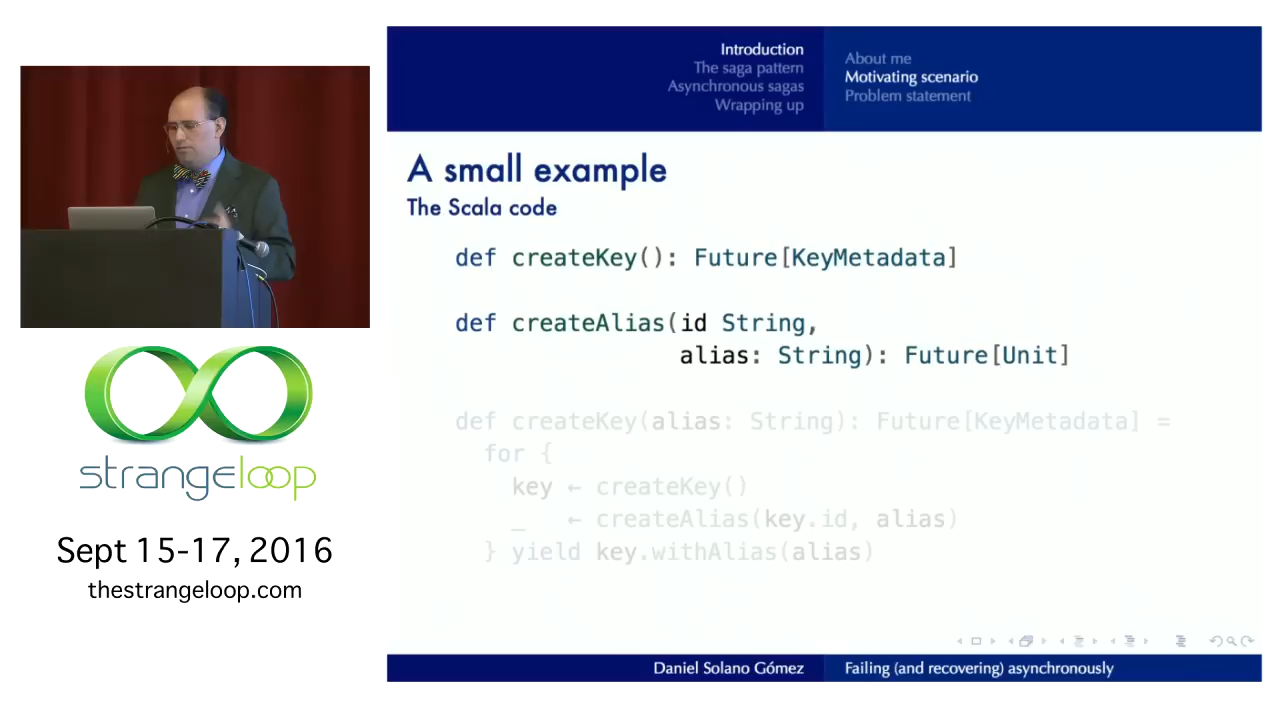 Introduction
The saga pattern
Asynchronous sagas
Wrapping up
About me
Motivating scenario
Problem statement
A small example
The Scala code
def createKey(): Future[KeyMetadata]
def createAlias(id String,
alias: String): Future[Unit]
def createKey(alias: String): Future[KeyMetadata] =
for {
key ← createKey()
_ ← createAlias(key.id, alias)
} yield key.withAlias(alias)
strangeloop
Sept 15-17, 2016
thestrangeloop.com
Daniel Solano Gómez
Failing (and recovering) asynchronously